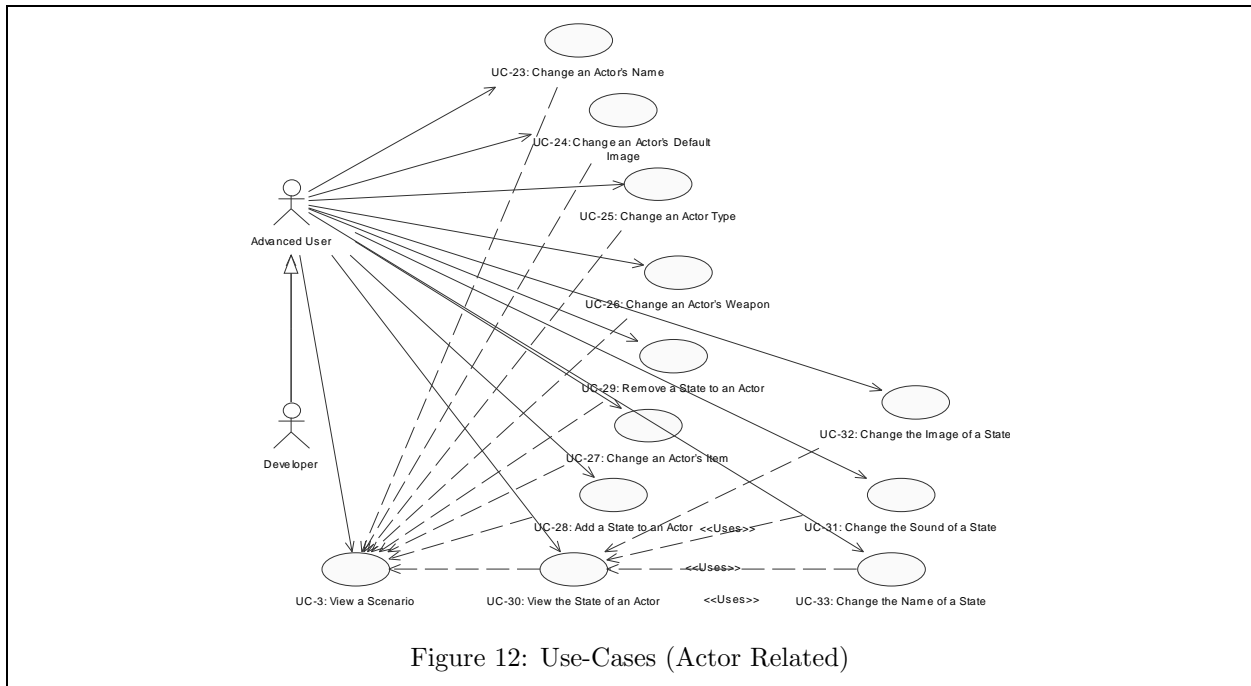 UC-23: Change an Actor's Name
UC-24: Change an Actor's Default
Image
UC-25: Change an Actor Type
Advanced User
UC-26: Change an Actor's Weapon
UC-29: Remove a State to an Actor
UC-32: Change the Image of a State
UC-27: Change an Actor's Item
Developer
UC-28: Add a State to an Actor
<<Uses>>
UC-31: Change the Sound of a State
<<Uses>>
UC-3: View a Scenario
UC-30: View the State of an Actor
<<Uses>>
UC-33: Change the Name of a State
Figure 12: Use-Cases (Actor Related)